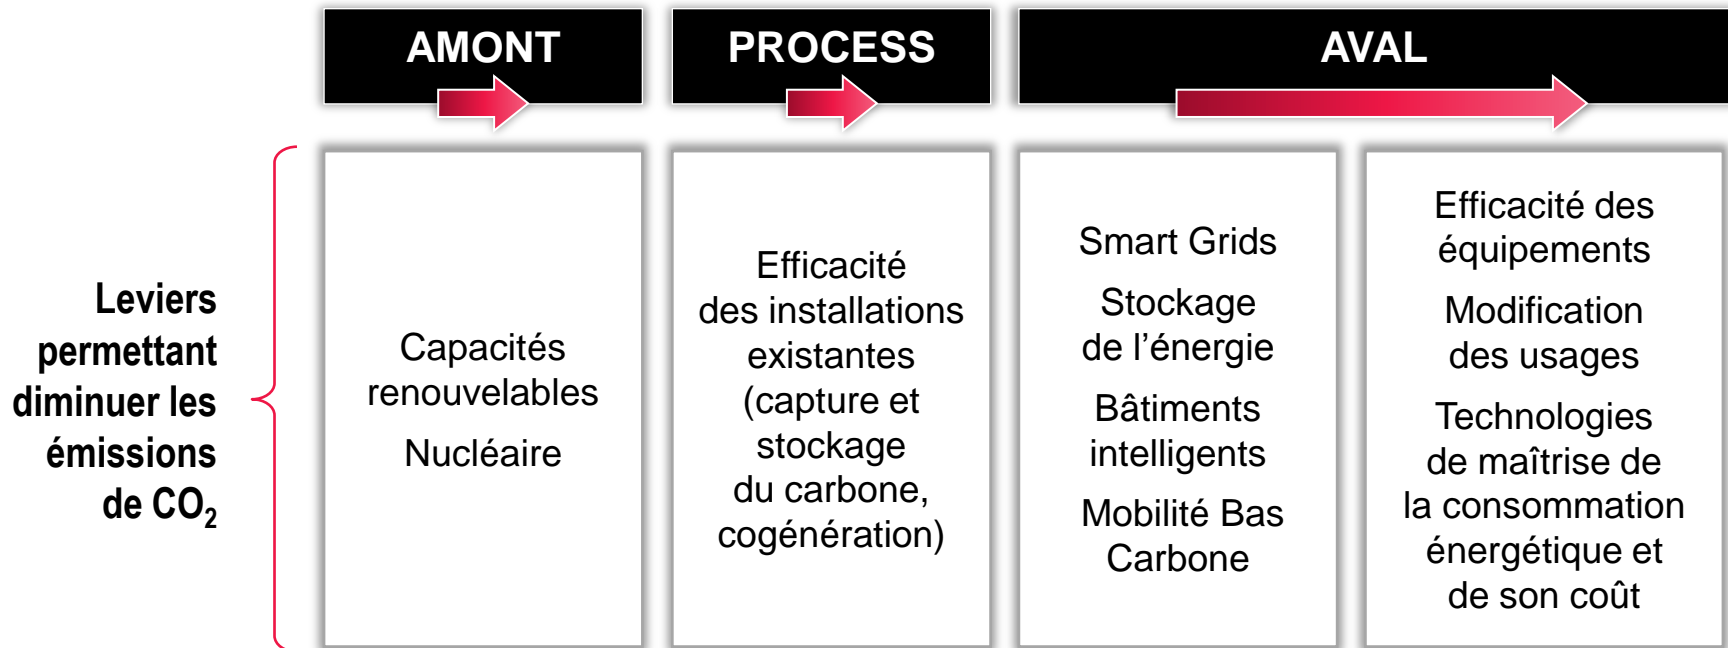 AMONT
PROCESS
AVAL
Leviers
permettant
diminuer les
émissions
de CO₂
Capacités
renouvelables
Nucléaire
Efficacité
des installations
existantes
(capture et
stockage
du carbone,
cogénération)
Smart Grids
Stockage
de l’énergie
Bâtiments
intelligents
Mobilité Bas
Carbone
Efficacité des
équipements
Modification
des usages
Technologies
de maîtrise de
la consommation
énergétique et
de son coût